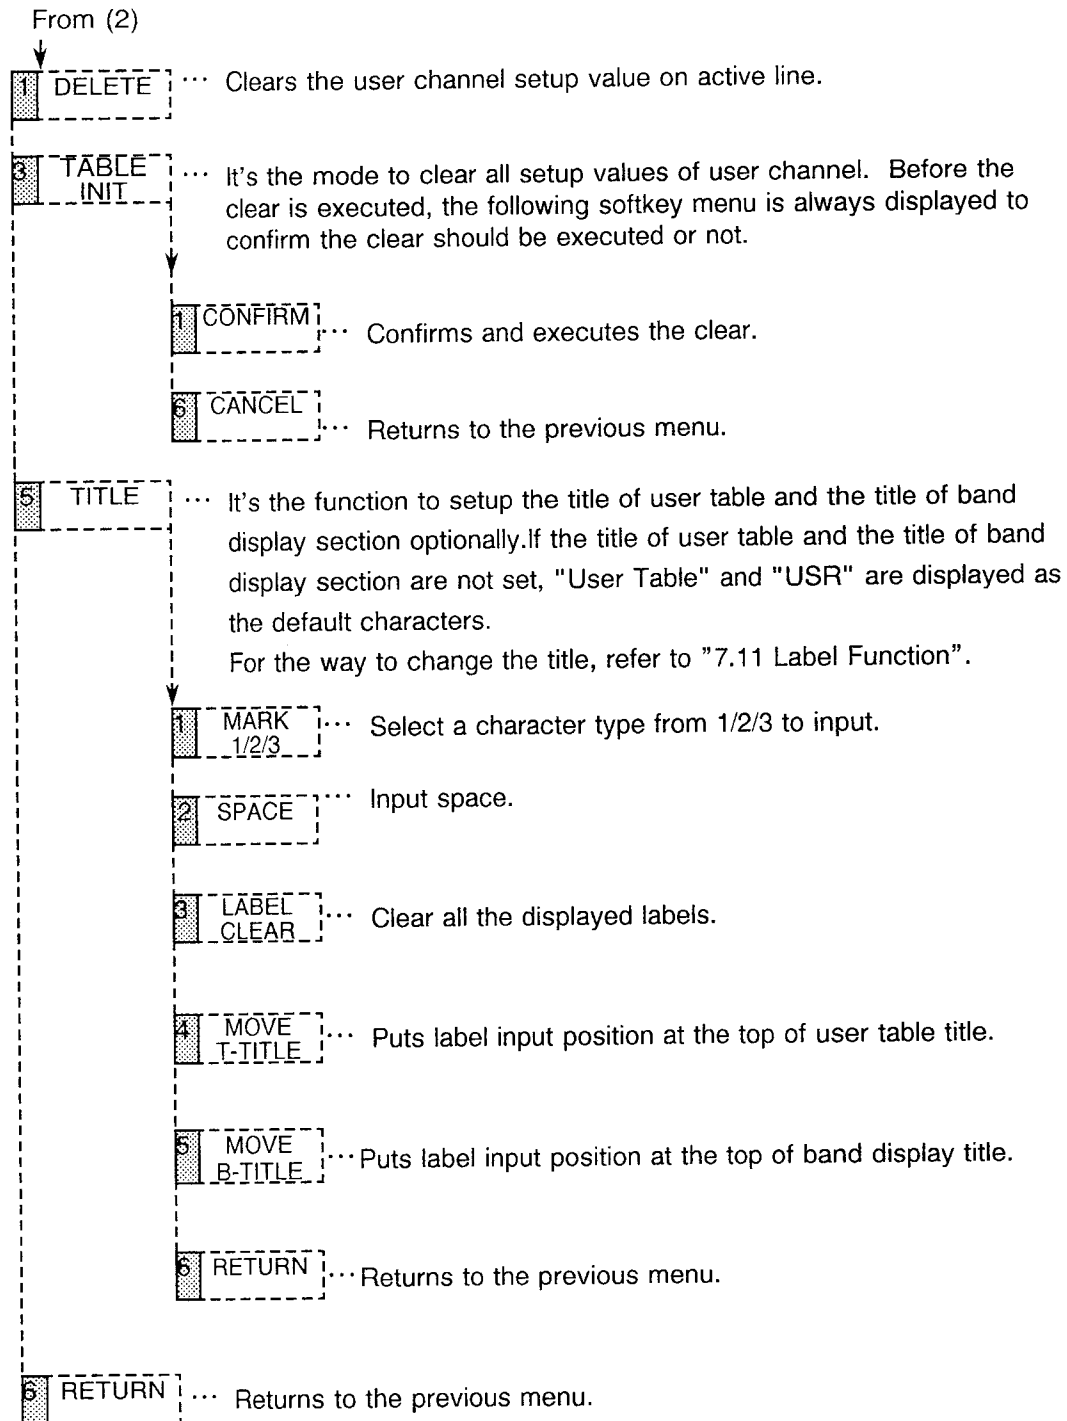 From (2)
1 DELETE ··· Clears the user channel setup value on active line.
3 TABLE INIT ··· It's the mode to clear all setup values of user channel. Before the
clear is executed, the following softkey menu is always displayed to
confirm the clear should be executed or not.
1 CONFIRM ··· Confirms and executes the clear.
6 CANCEL ··· Returns to the previous menu.
5 TITLE ··· It's the function to setup the title of user table and the title of band
display section optionally.If the title of user table and the title of band
display section are not set, "User Table" and "USR" are displayed as
the default characters.
For the way to change the title, refer to "7.11 Label Function".
1 MARK 1/2/3 ··· Select a character type from 1/2/3 to input.
2 SPACE ··· Input space.
3 LABEL CLEAR ··· Clear all the displayed labels.
4 MOVE T-TITLE ··· Puts label input position at the top of user table title.
5 MOVE B-TITLE ··· Puts label input position at the top of band display title.
6 RETURN ··· Returns to the previous menu.
6 RETURN ··· Returns to the previous menu.